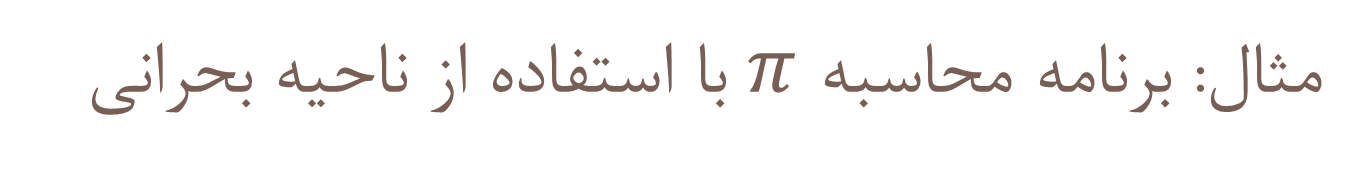 مثال: برنامه محاسبه π با استفاده از ناحیه بحرانی